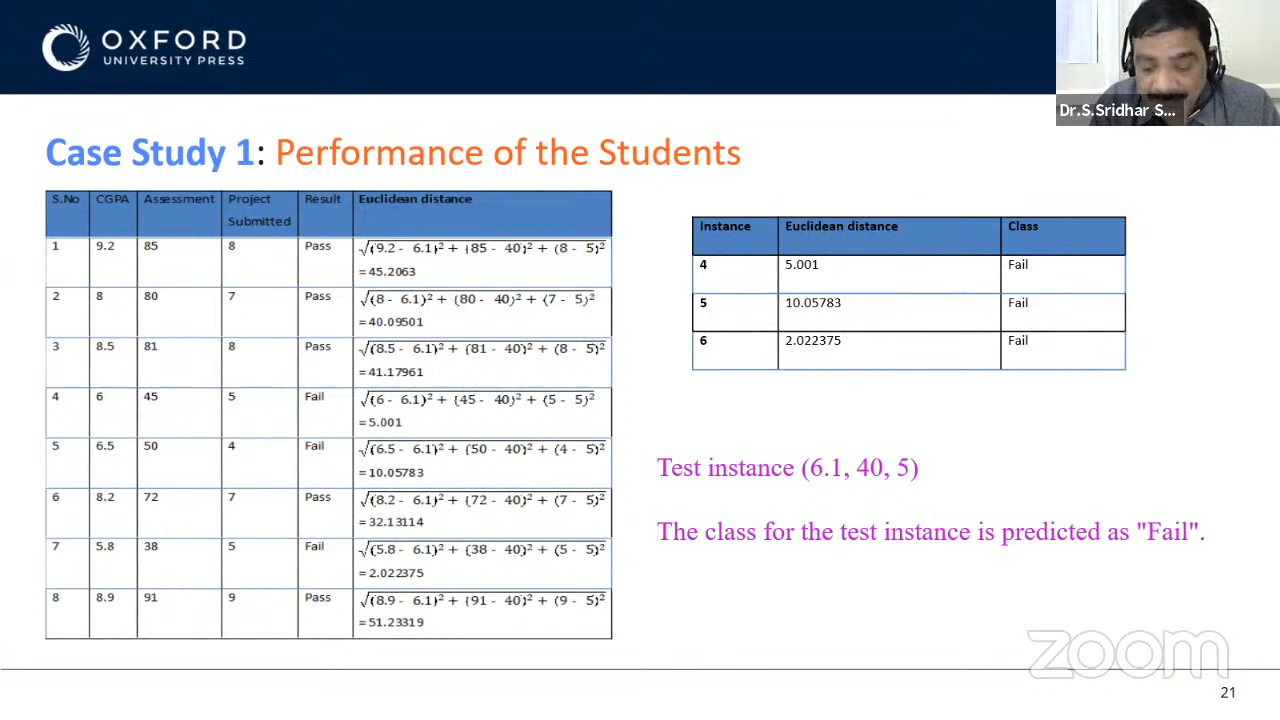 OXFORD
UNIVERSITY PRESS
Dr.S.Sridhar S...
Case Study 1: Performance of the Students
S.No CGPA Assessment Project Submitted Result Euclidean distance
1 9.2 85 8 Pass √(9.2 - 6.1)² + (85 - 40)² + (8 - 5)²
= 45.2063
2 8 80 7 Pass √(8 - 6.1)² + (80 - 40)² + (7 - 5)²
= 40.09501
3 8.5 81 8 Pass √(8.5 - 6.1)² + (81 - 40)² + (8 - 5)²
= 41.17961
4 6 45 5 Fail √(6 - 6.1)² + (45 - 40)² + (5 - 5)²
= 5.001
5 6.5 50 4 Fail √(6.5 - 6.1)² + (50 - 40)² + (4 - 5)²
= 10.05783
6 8.2 72 7 Pass √(8.2 - 6.1)² + (72 - 40)² + (7 - 5)²
= 32.13114
7 5.8 38 5 Fail √(5.8 - 6.1)² + (38 - 40)² + (5 - 5)²
= 2.022375
8 8.9 91 9 Pass √(8.9 - 6.1)² + (91 - 40)² + (9 - 5)²
= 51.23319
Instance Euclidean distance Class
4 5.001 Fail
5 10.05783 Fail
6 2.022375 Fail
Test instance (6.1, 40, 5)
The class for the test instance is predicted as "Fail".
zoom
21